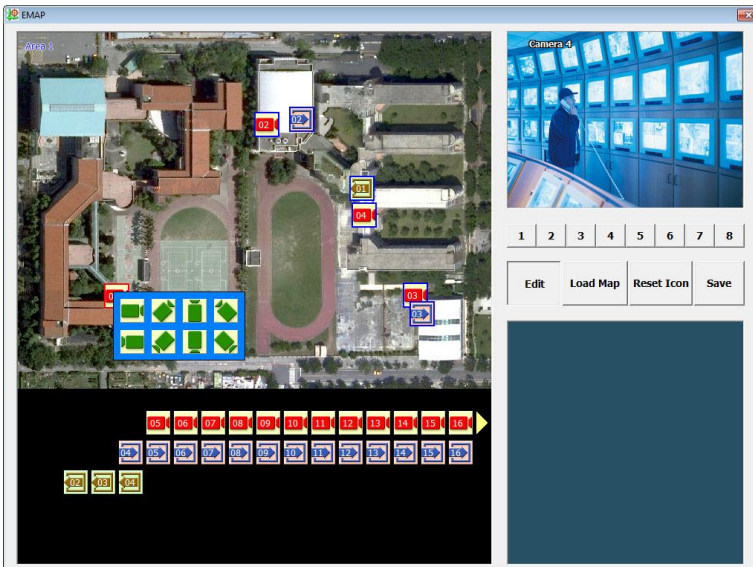 EMAP
Area 1
Camera 4
02
02
01
04
03
03
1 2 3 4 5 6 7 8
Edit Load Map Reset Icon Save
05 06 07 08 09 10 11 12 13 14 15 16
04 05 06 07 08 09 10 11 12 13 14 15 16
02 03 04